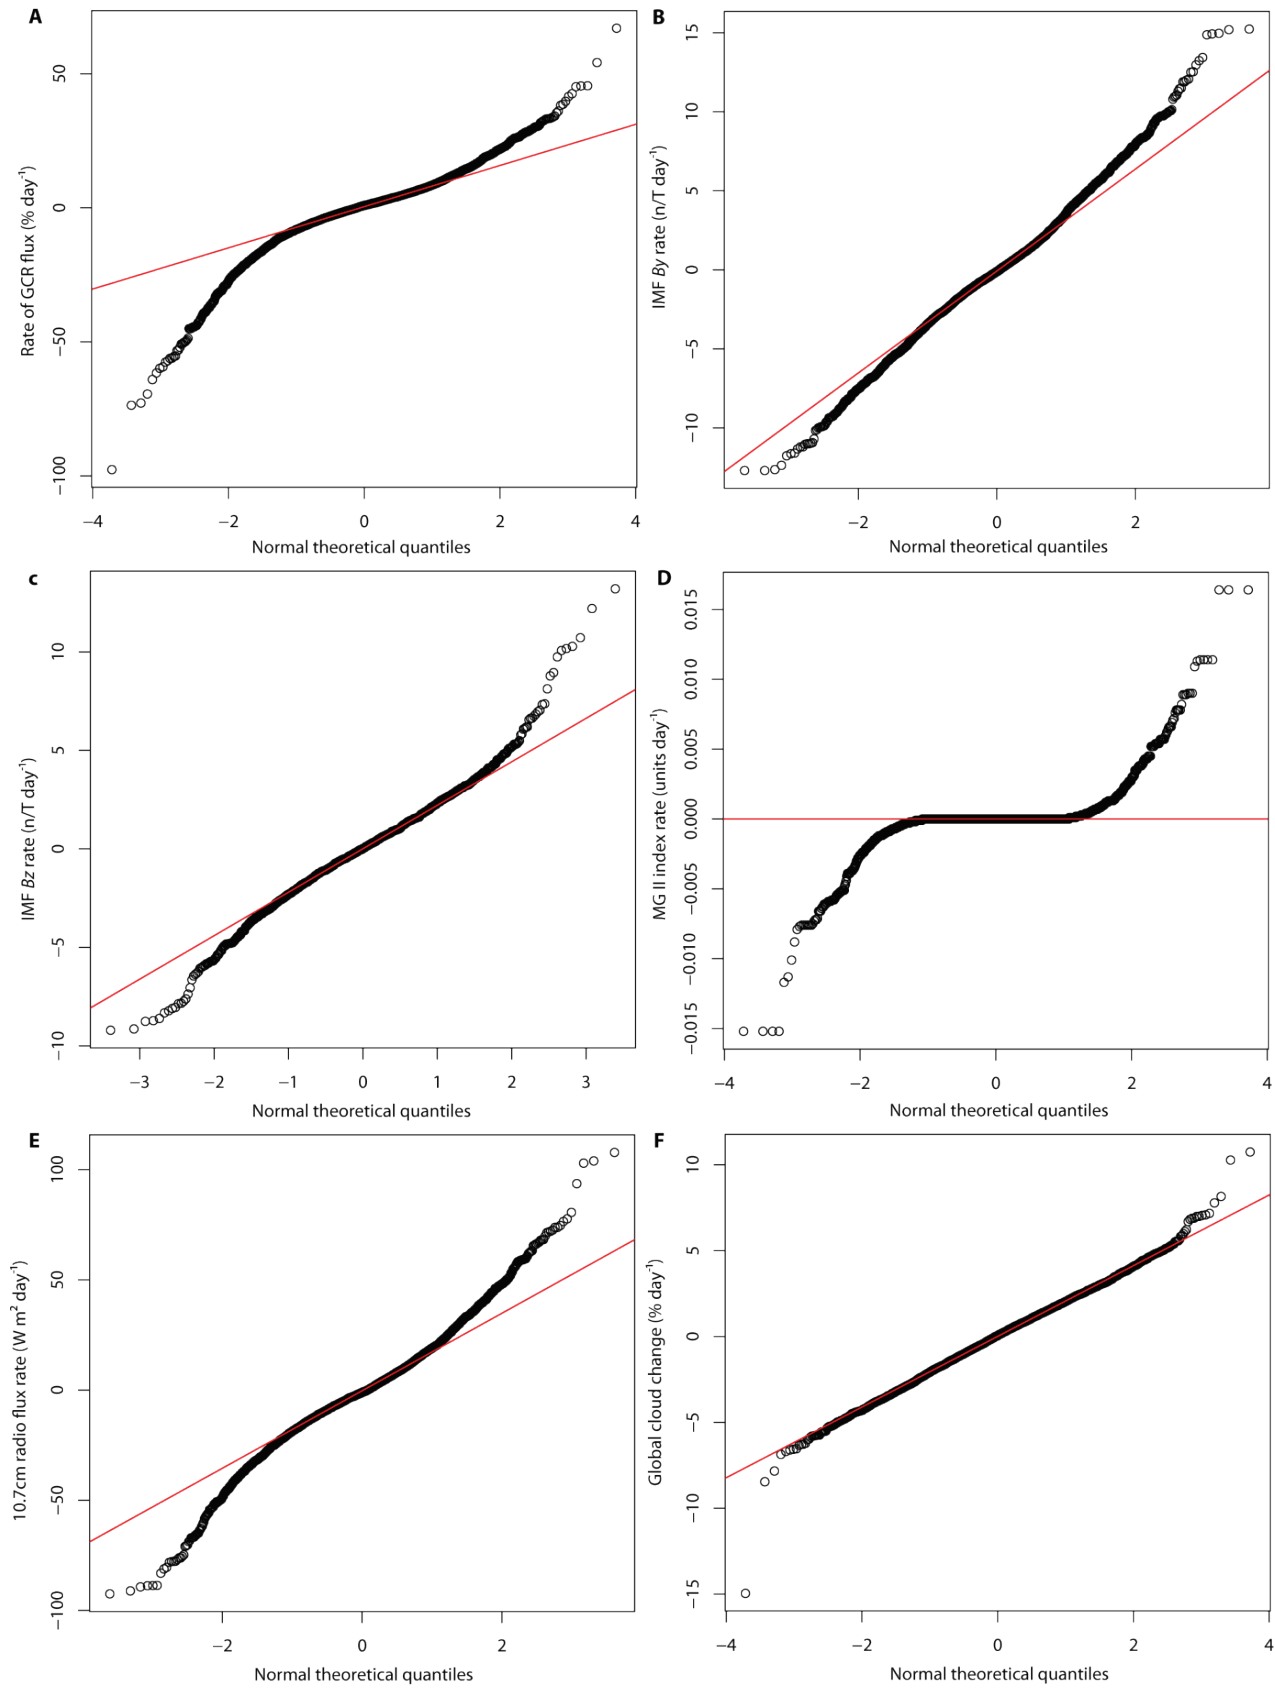 A
50
0
−50
−100
Rate of GCR flux (% day⁻¹)
−4 −2 0 2 4
Normal theoretical quantiles
B
15
10
5
0
−5
−10
IMF By rate (n/T day⁻¹)
−2 0 2
Normal theoretical quantiles
c
10
5
0
−5
−10
IMF Bz rate (n/T day⁻¹)
−3 −2 −1 0 1 2 3
Normal theoretical quantiles
D
0.015
0.010
0.005
0.000
−0.005
−0.010
−0.015
MG II index rate (units day⁻¹)
−4 −2 0 2 4
Normal theoretical quantiles
E
100
50
0
−50
−100
10.7cm radio flux rate (W m² day⁻¹)
−2 0 2
Normal theoretical quantiles
F
10
5
0
−5
−10
−15
Global cloud change (% day⁻¹)
−4 −2 0 2 4
Normal theoretical quantiles